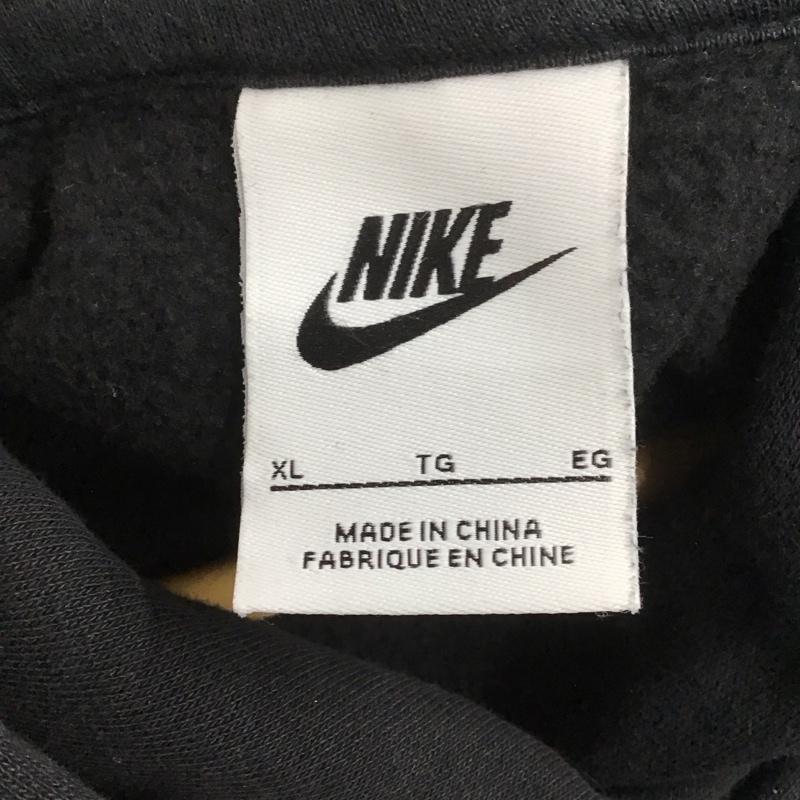 NIKE
XL TG EG
MADE IN CHINA
FABRIQUE EN CHINE